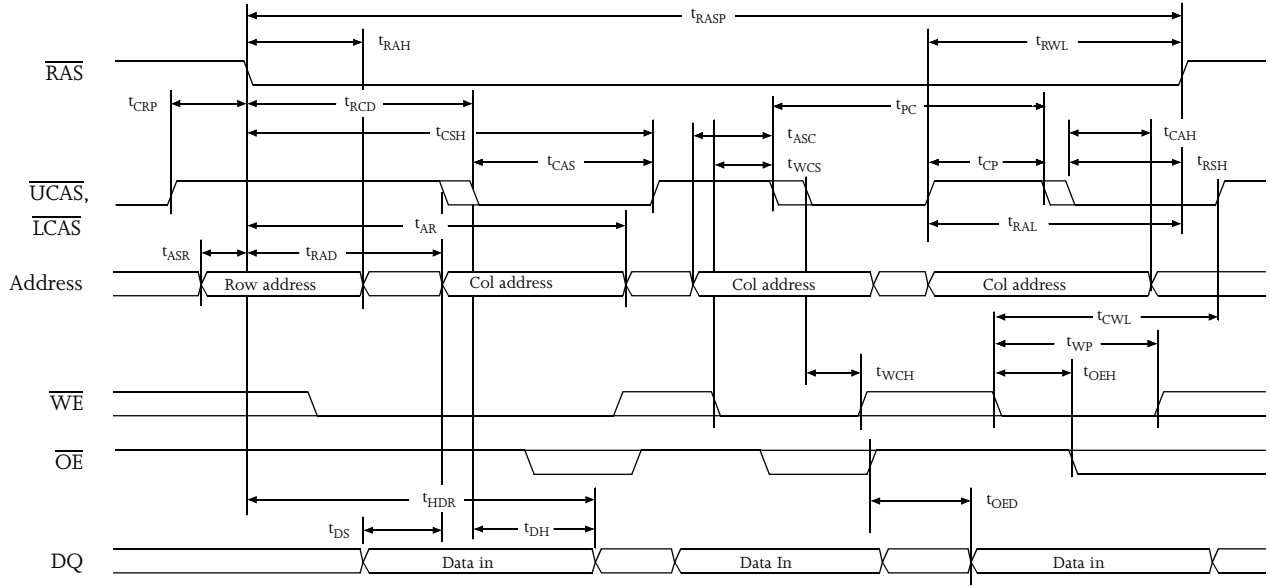 tRASP
tRAH
tRWL
RAS
tCRP
tRCD
tPC
tCSH
tASC
tCAH
tCAS
tWCS
tCP
tRSH
UCAS,
LCAS
tAR
tRAL
tASR
tRAD
Address
Row address
Col address
Col address
Col address
tCWL
tWP
tWCH
tOEH
WE
OE
tHDR
tOED
tDS
tDH
DQ
Data in
Data In
Data in